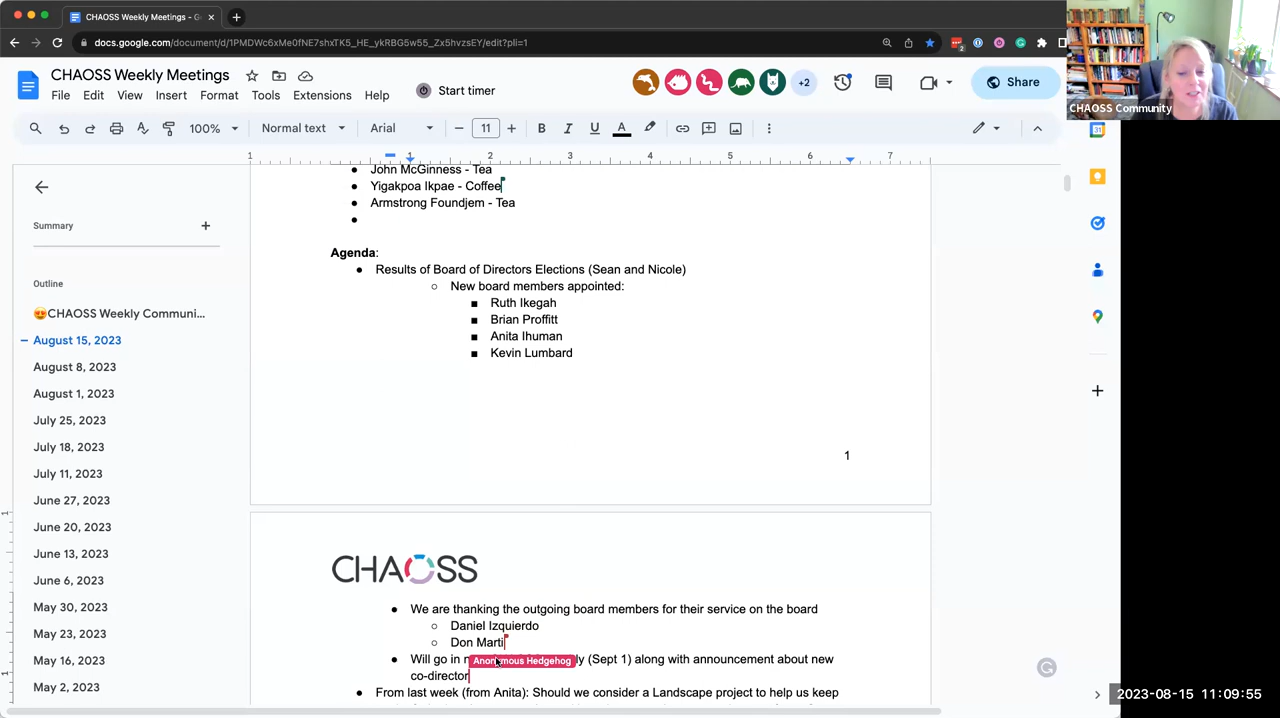 CHAOSS Weekly Meetings - G
docs.google.com/document/d/1PMDWc6xMe0fNE7shxTK5_HE_ykRBG5w55_Zx5hvzsEY/edit?pli=1
CHAOSS Weekly Meetings
File Edit View Insert Format Tools Extensions Help
Start timer
+2
Share
CHAOSS Community
100% Normal text Arial 11
1 1 2 3 4 5 6 7
John McGinness - Tea
Yigakpoa Ikpae - Coffee
Armstrong Foundjem - Tea
Summary
Outline
😍CHAOSS Weekly Communi...
August 15, 2023
August 8, 2023
August 1, 2023
July 25, 2023
July 18, 2023
July 11, 2023
June 27, 2023
June 20, 2023
June 13, 2023
June 6, 2023
May 30, 2023
May 23, 2023
May 16, 2023
May 2, 2023
Agenda:
Results of Board of Directors Elections (Sean and Nicole)
New board members appointed:
Ruth Ikegah
Brian Proffitt
Anita Ihuman
Kevin Lumbard
1
CHAOSS
We are thanking the outgoing board members for their service on the board
Daniel Izquierdo
Don Marti
Anonymous Hedgehog
Will go in (Sept 1) along with announcement about new
co-director
From last week (from Anita): Should we consider a Landscape project to help us keep
2023-08-15 11:09:55